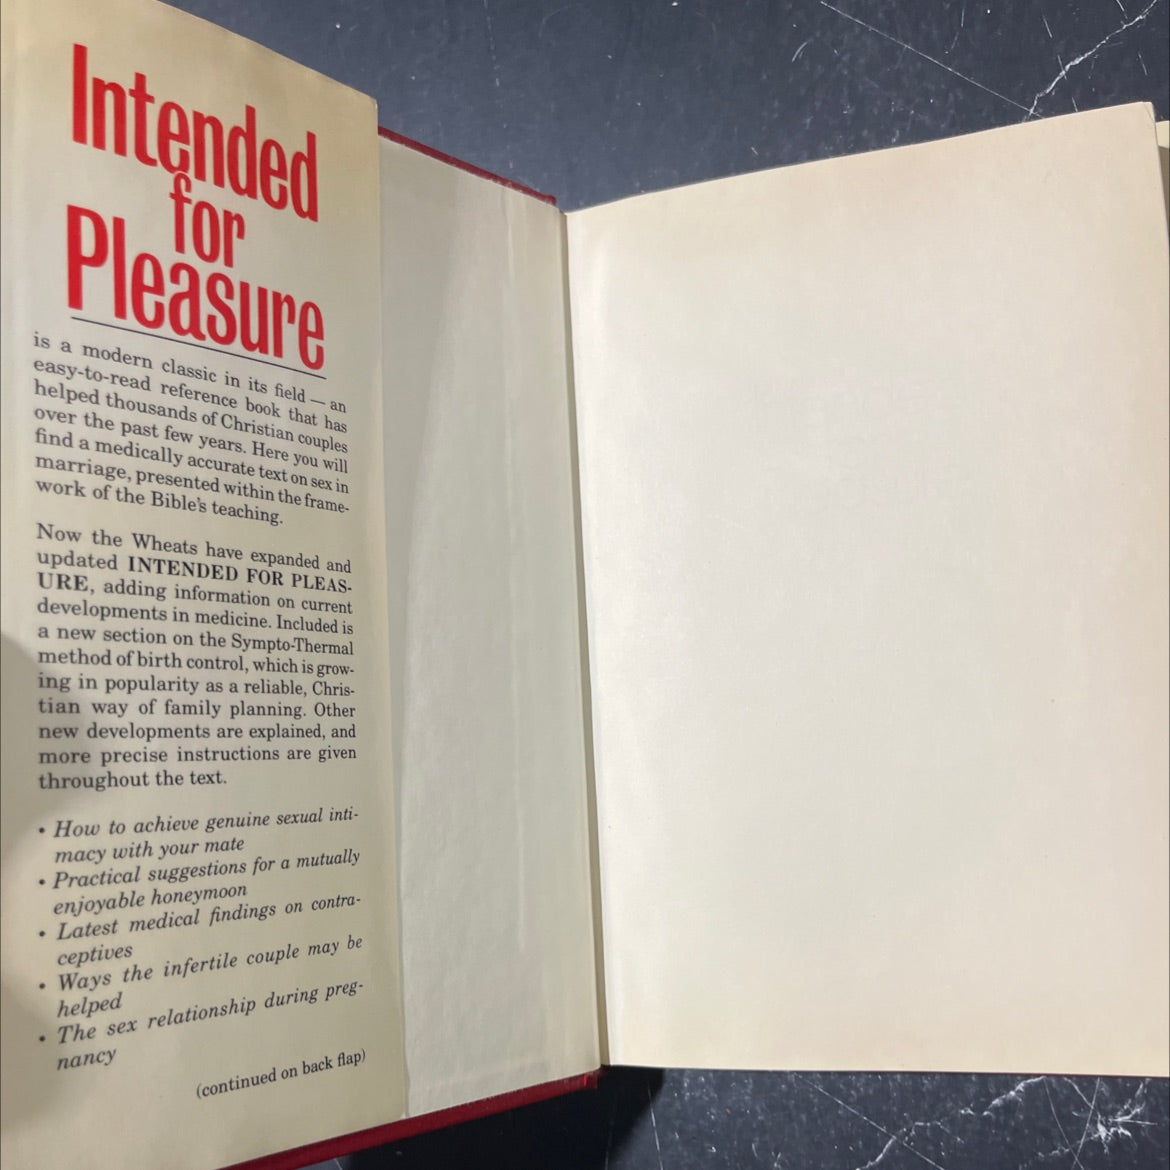 Intended
for
Pleasure
is a modern classic in its field — an
easy-to-read reference book that has
helped thousands of Christian couples
over the past few years. Here you will
find a medically accurate text on sex in
marriage, presented within the frame-
work of the Bible's teaching.
Now the Wheats have expanded and
updated INTENDED FOR PLEAS-
URE, adding information on current
developments in medicine. Included is
a new section on the Sympto-Thermal
method of birth control, which is grow-
ing in popularity as a reliable, Chris-
tian way of family planning. Other
new developments are explained, and
more precise instructions are given
throughout the text.
• How to achieve genuine sexual inti-
macy with your mate
• Practical suggestions for a mutually
enjoyable honeymoon
• Latest medical findings on contra-
ceptives
• Ways the infertile couple may be
helped
• The sex relationship during preg-
nancy
(continued on back flap)